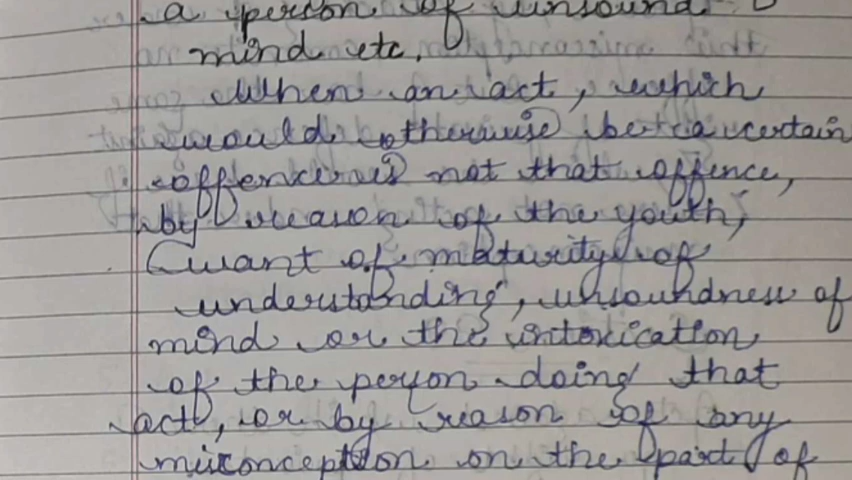 a person of unsound
mind etc.
When an act, which
would otherwise be a certain
offence is not that offence,
by reason of the youth,
want of maturity of
understanding, unsoundness of
mind or the intoxication
of the person doing that
act, or by reason of any
misconception on the part of